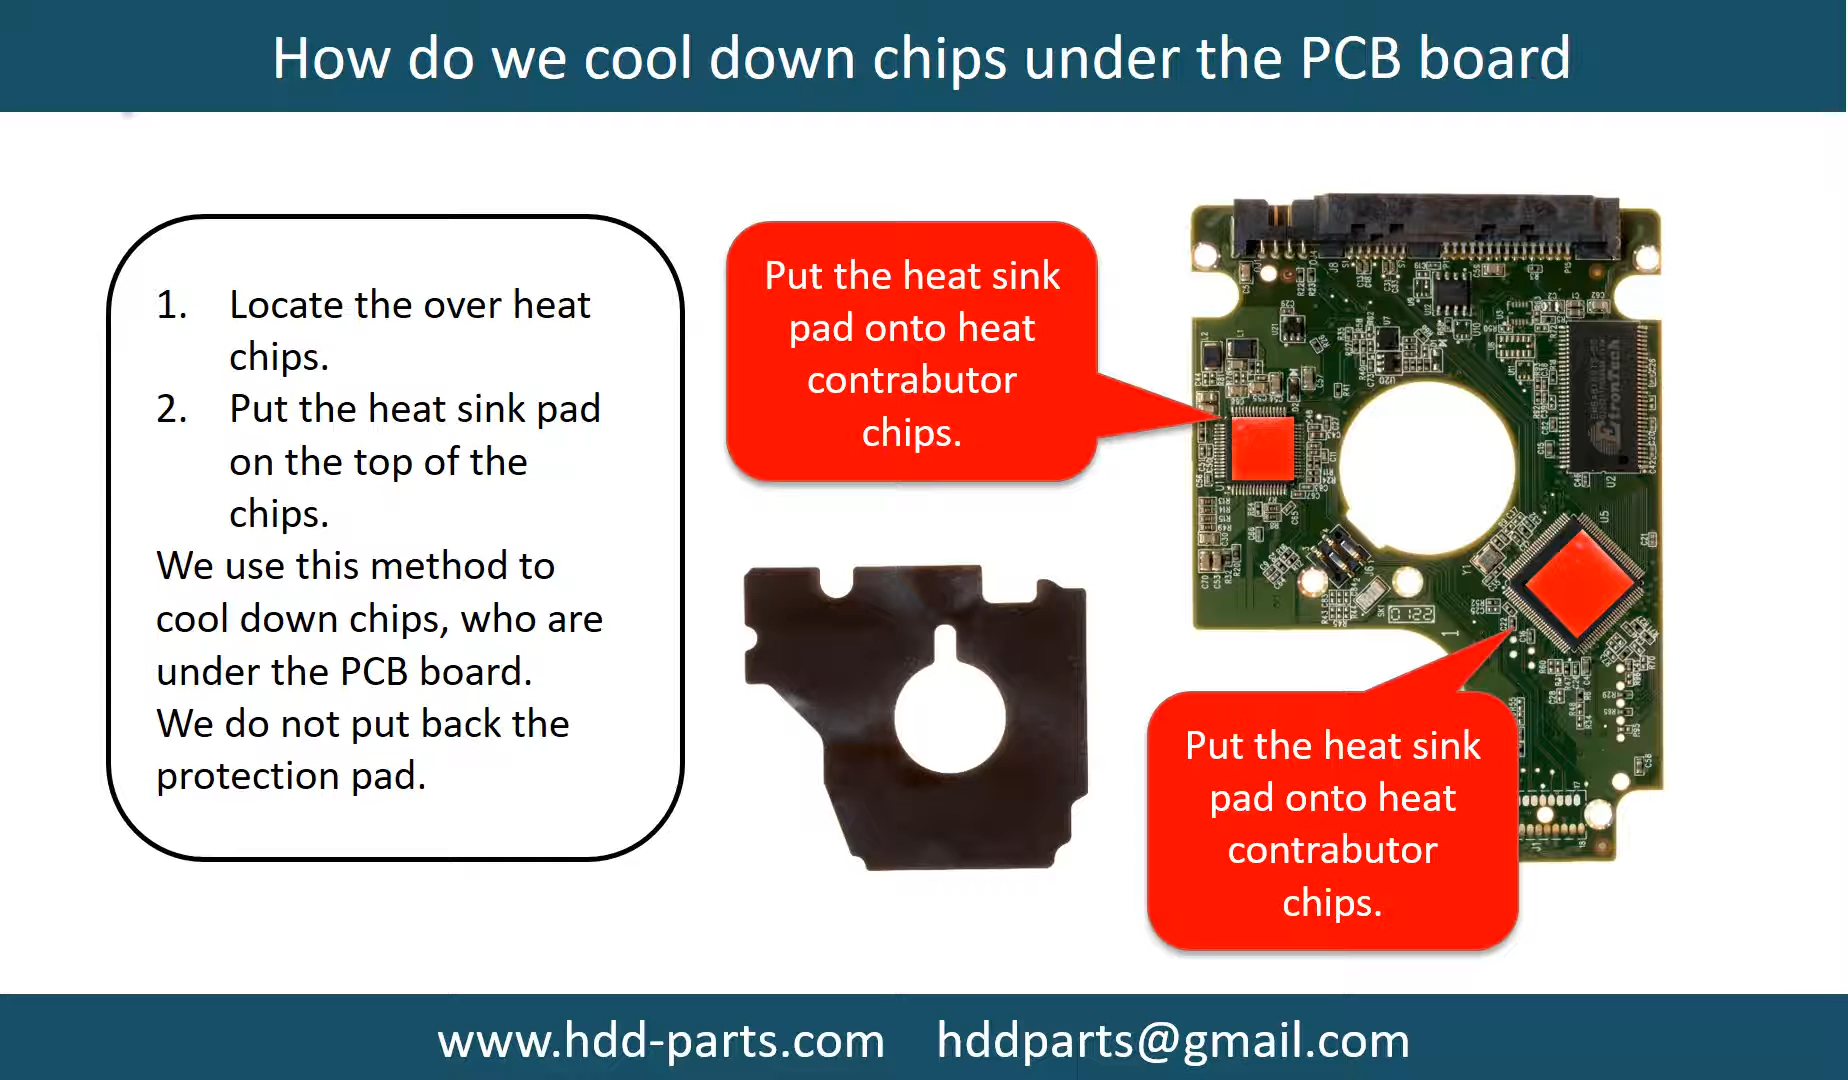 How do we cool down chips under the PCB board
1. Locate the over heat
chips.
2. Put the heat sink pad
on the top of the
chips.
We use this method to
cool down chips, who are
under the PCB board.
We do not put back the
protection pad.
Put the heat sink
pad onto heat
contrabutor
chips.
Put the heat sink
pad onto heat
contrabutor
chips.
EtronTech
0122
www.hdd-parts.com hddparts@gmail.com